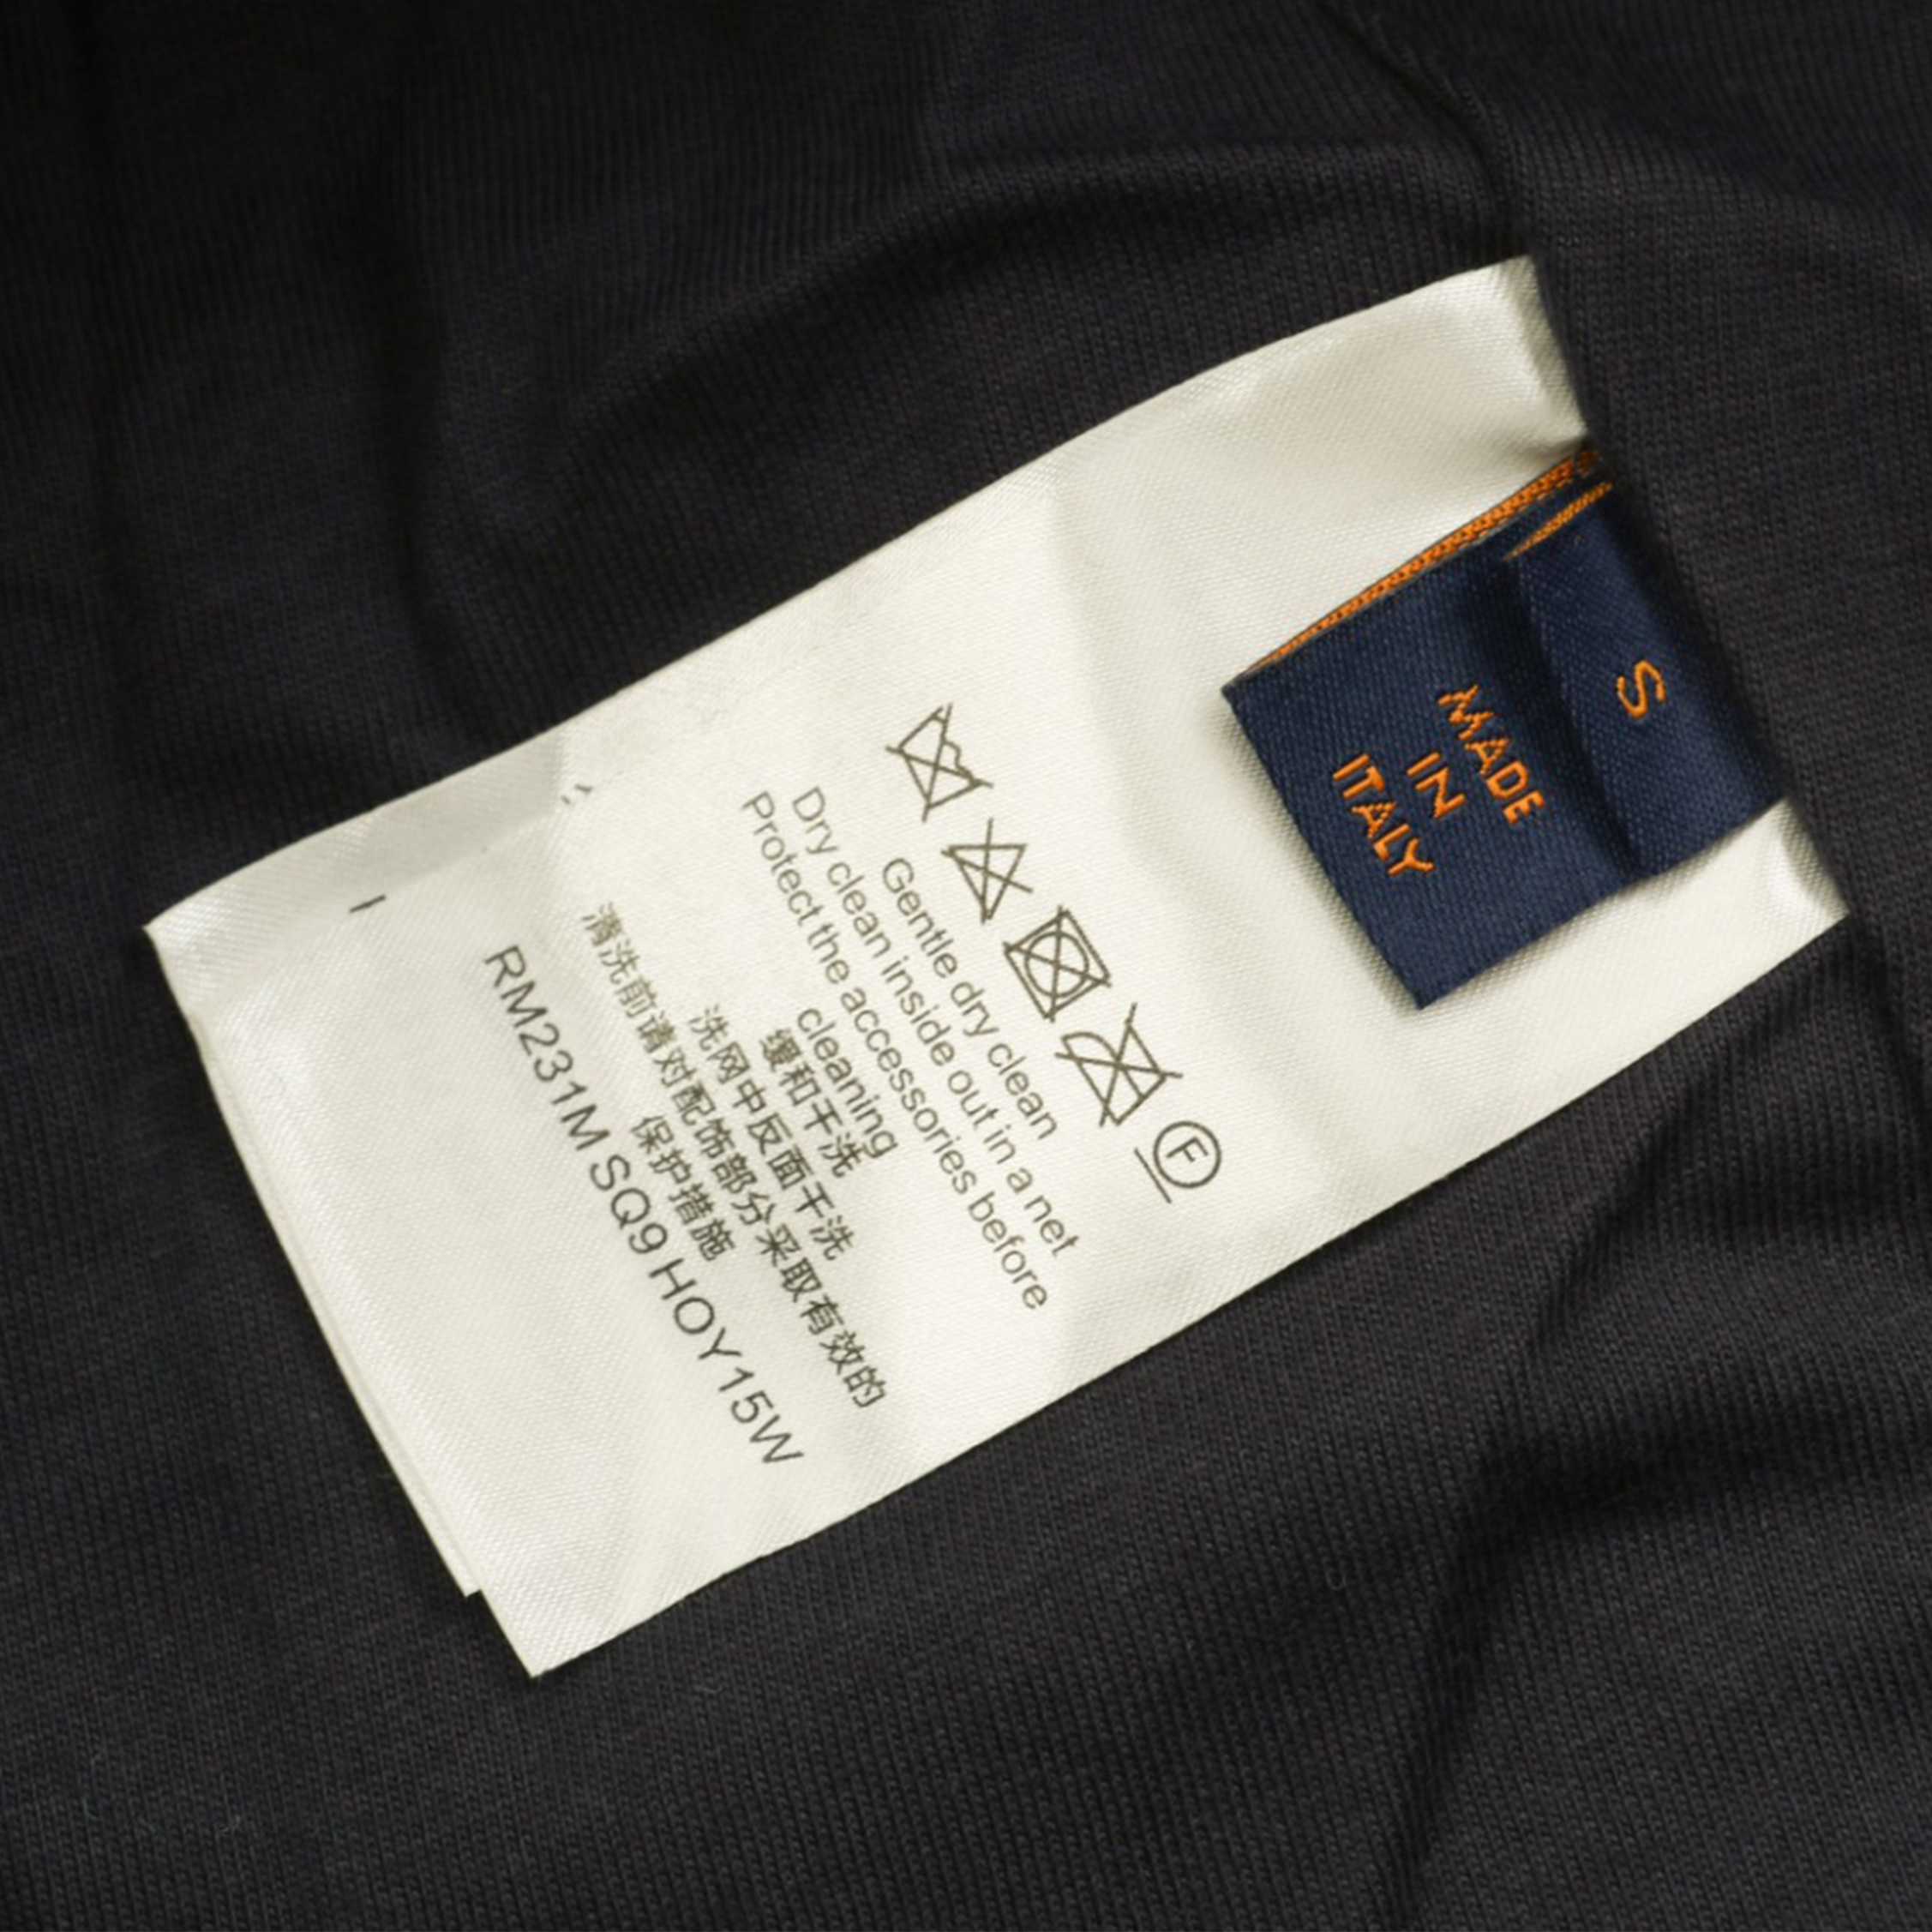 S
MADE
IN
ITALY
F
Gentle dry clean
Dry clean inside out in a net
Protect the accessories before
cleaning
缓和干洗
洗网中反面干洗
清洗前请对配饰部分采取有效的
保护措施
RM231M SQ9 HOY15W